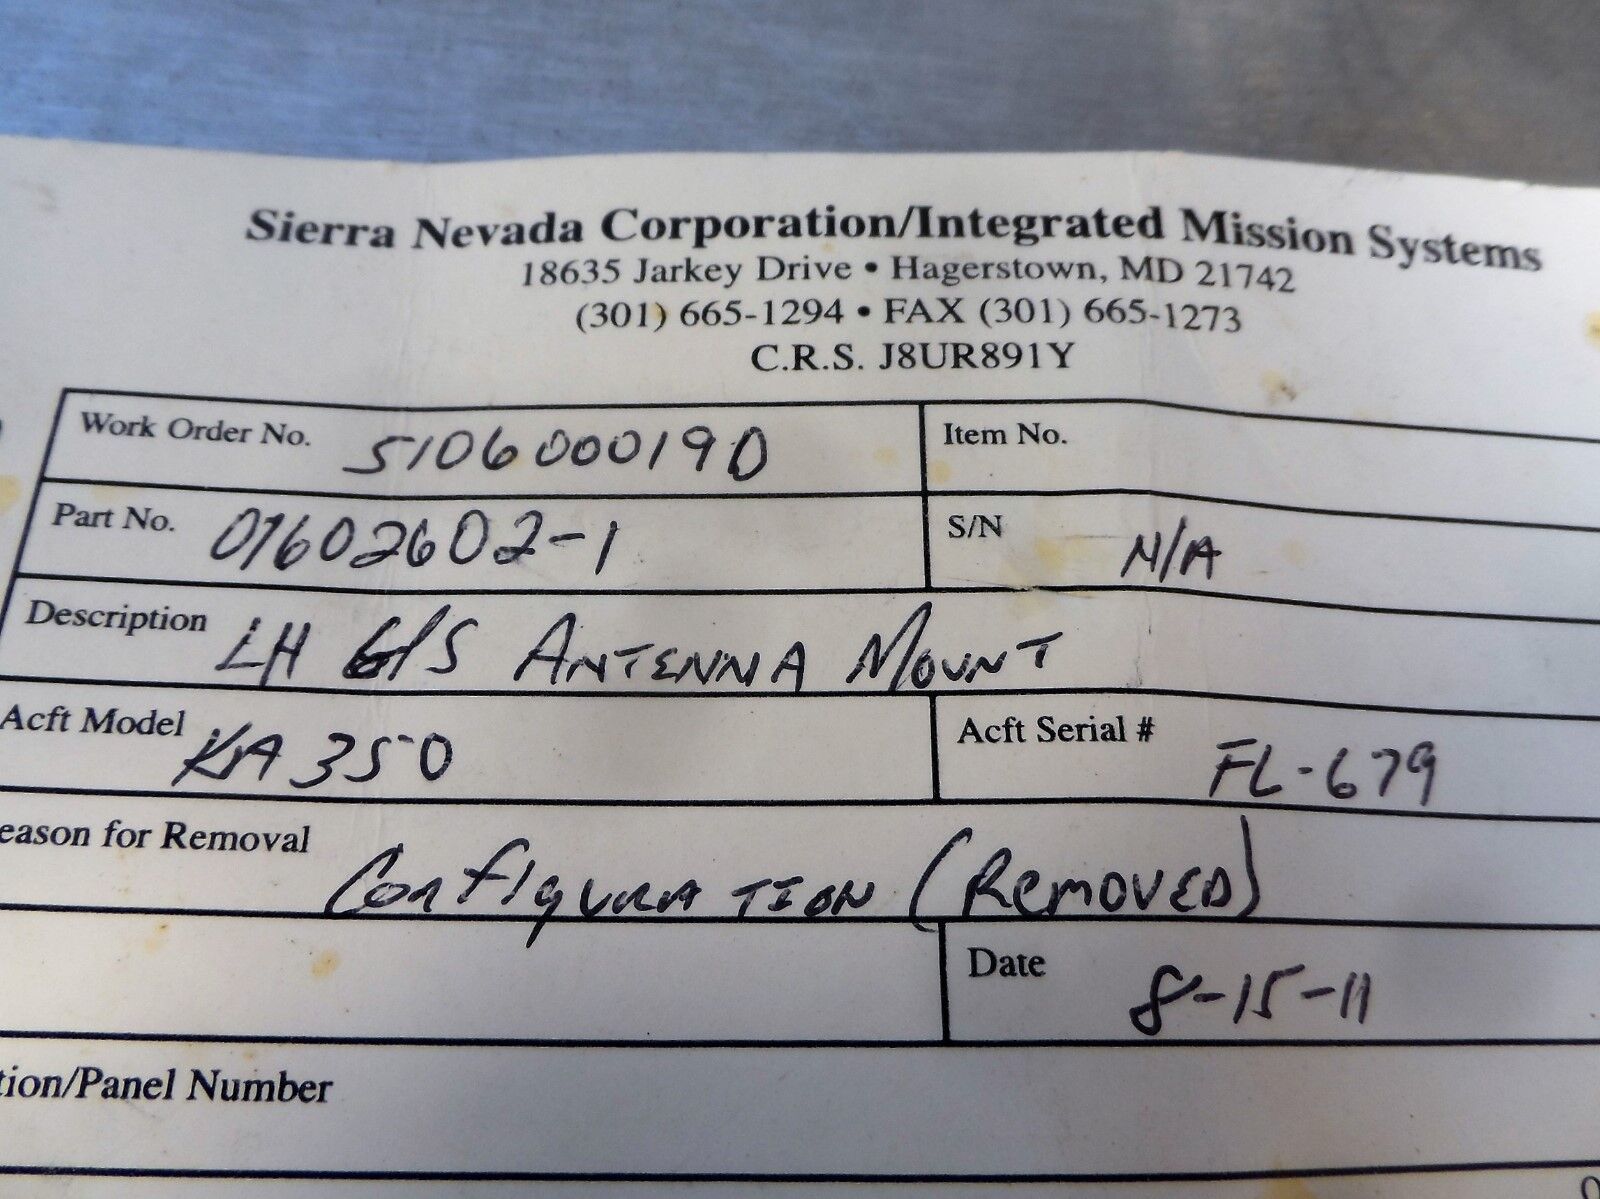 Sierra Nevada Corporation/Integrated Mission Systems
18635 Jarkey Drive • Hagerstown, MD 21742
(301) 665-1294 • FAX (301) 665-1273
C.R.S. J8UR891Y
Work Order No. 5106000190 Item No.
Part No. 01602602-1 S/N N/A
Description LH G/S ANTENNA MOUNT
Acft Model KA 350 Acft Serial # FL-679
eason for Removal Configuration (Removed)
Date 8-15-11
tion/Panel Number